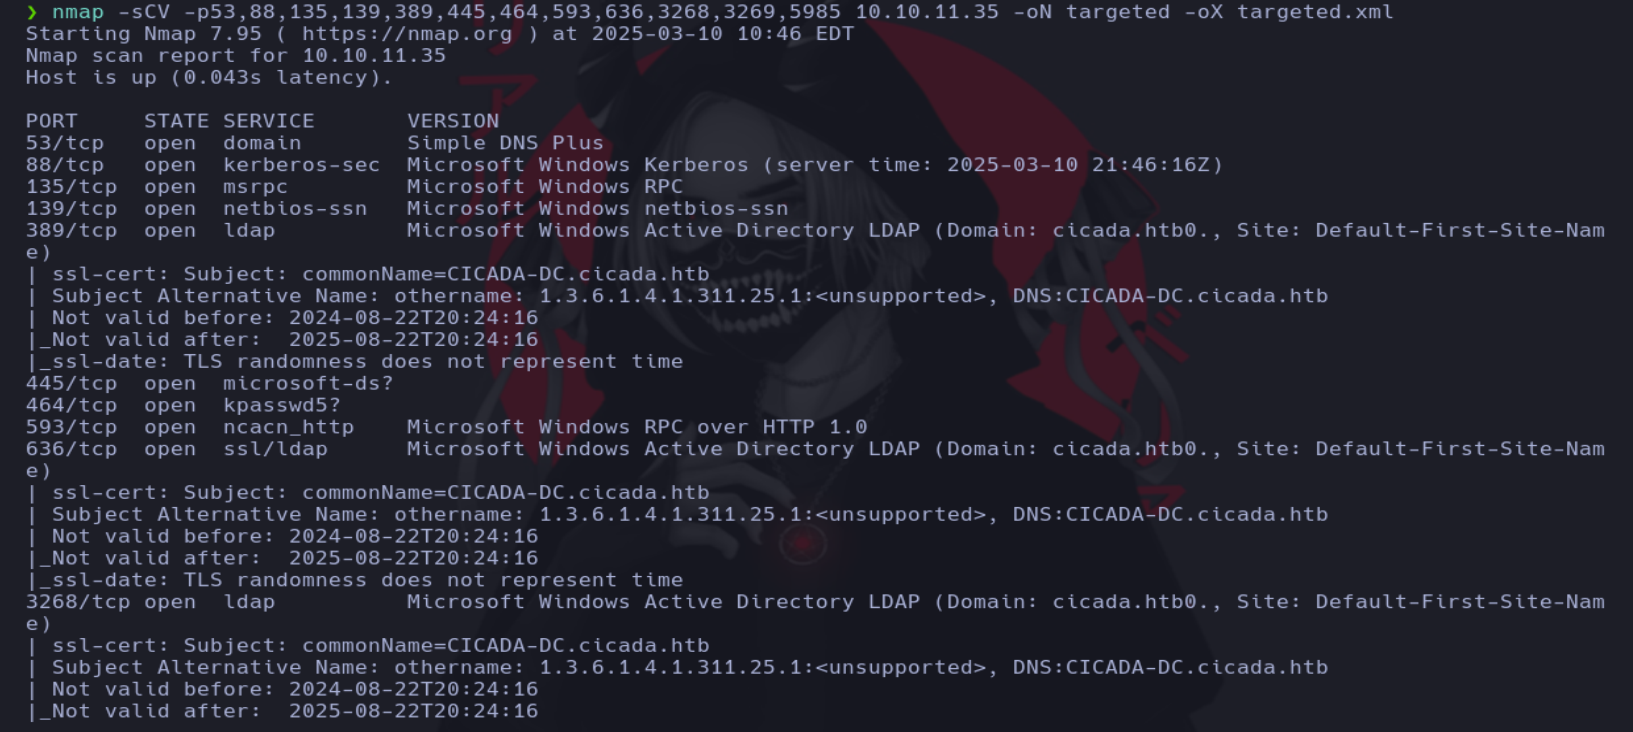 ❯ nmap -sCV -p53,88,135,139,389,445,464,593,636,3268,3269,5985 10.10.11.35 -oN targeted -oX targeted.xml
Starting Nmap 7.95 ( https://nmap.org ) at 2025-03-10 10:46 EDT
Nmap scan report for 10.10.11.35
Host is up (0.043s latency).

PORT     STATE SERVICE       VERSION
53/tcp   open  domain        Simple DNS Plus
88/tcp   open  kerberos-sec  Microsoft Windows Kerberos (server time: 2025-03-10 21:46:16Z)
135/tcp  open  msrpc         Microsoft Windows RPC
139/tcp  open  netbios-ssn   Microsoft Windows netbios-ssn
389/tcp  open  ldap          Microsoft Windows Active Directory LDAP (Domain: cicada.htb0., Site: Default-First-Site-Nam
e)
| ssl-cert: Subject: commonName=CICADA-DC.cicada.htb
| Subject Alternative Name: othername: 1.3.6.1.4.1.311.25.1:<unsupported>, DNS:CICADA-DC.cicada.htb
| Not valid before: 2024-08-22T20:24:16
|_Not valid after:  2025-08-22T20:24:16
|_ssl-date: TLS randomness does not represent time
445/tcp  open  microsoft-ds?
464/tcp  open  kpasswd5?
593/tcp  open  ncacn_http    Microsoft Windows RPC over HTTP 1.0
636/tcp  open  ssl/ldap      Microsoft Windows Active Directory LDAP (Domain: cicada.htb0., Site: Default-First-Site-Nam
e)
| ssl-cert: Subject: commonName=CICADA-DC.cicada.htb
| Subject Alternative Name: othername: 1.3.6.1.4.1.311.25.1:<unsupported>, DNS:CICADA-DC.cicada.htb
| Not valid before: 2024-08-22T20:24:16
|_Not valid after:  2025-08-22T20:24:16
|_ssl-date: TLS randomness does not represent time
3268/tcp open  ldap          Microsoft Windows Active Directory LDAP (Domain: cicada.htb0., Site: Default-First-Site-Nam
e)
| ssl-cert: Subject: commonName=CICADA-DC.cicada.htb
| Subject Alternative Name: othername: 1.3.6.1.4.1.311.25.1:<unsupported>, DNS:CICADA-DC.cicada.htb
| Not valid before: 2024-08-22T20:24:16
|_Not valid after:  2025-08-22T20:24:16